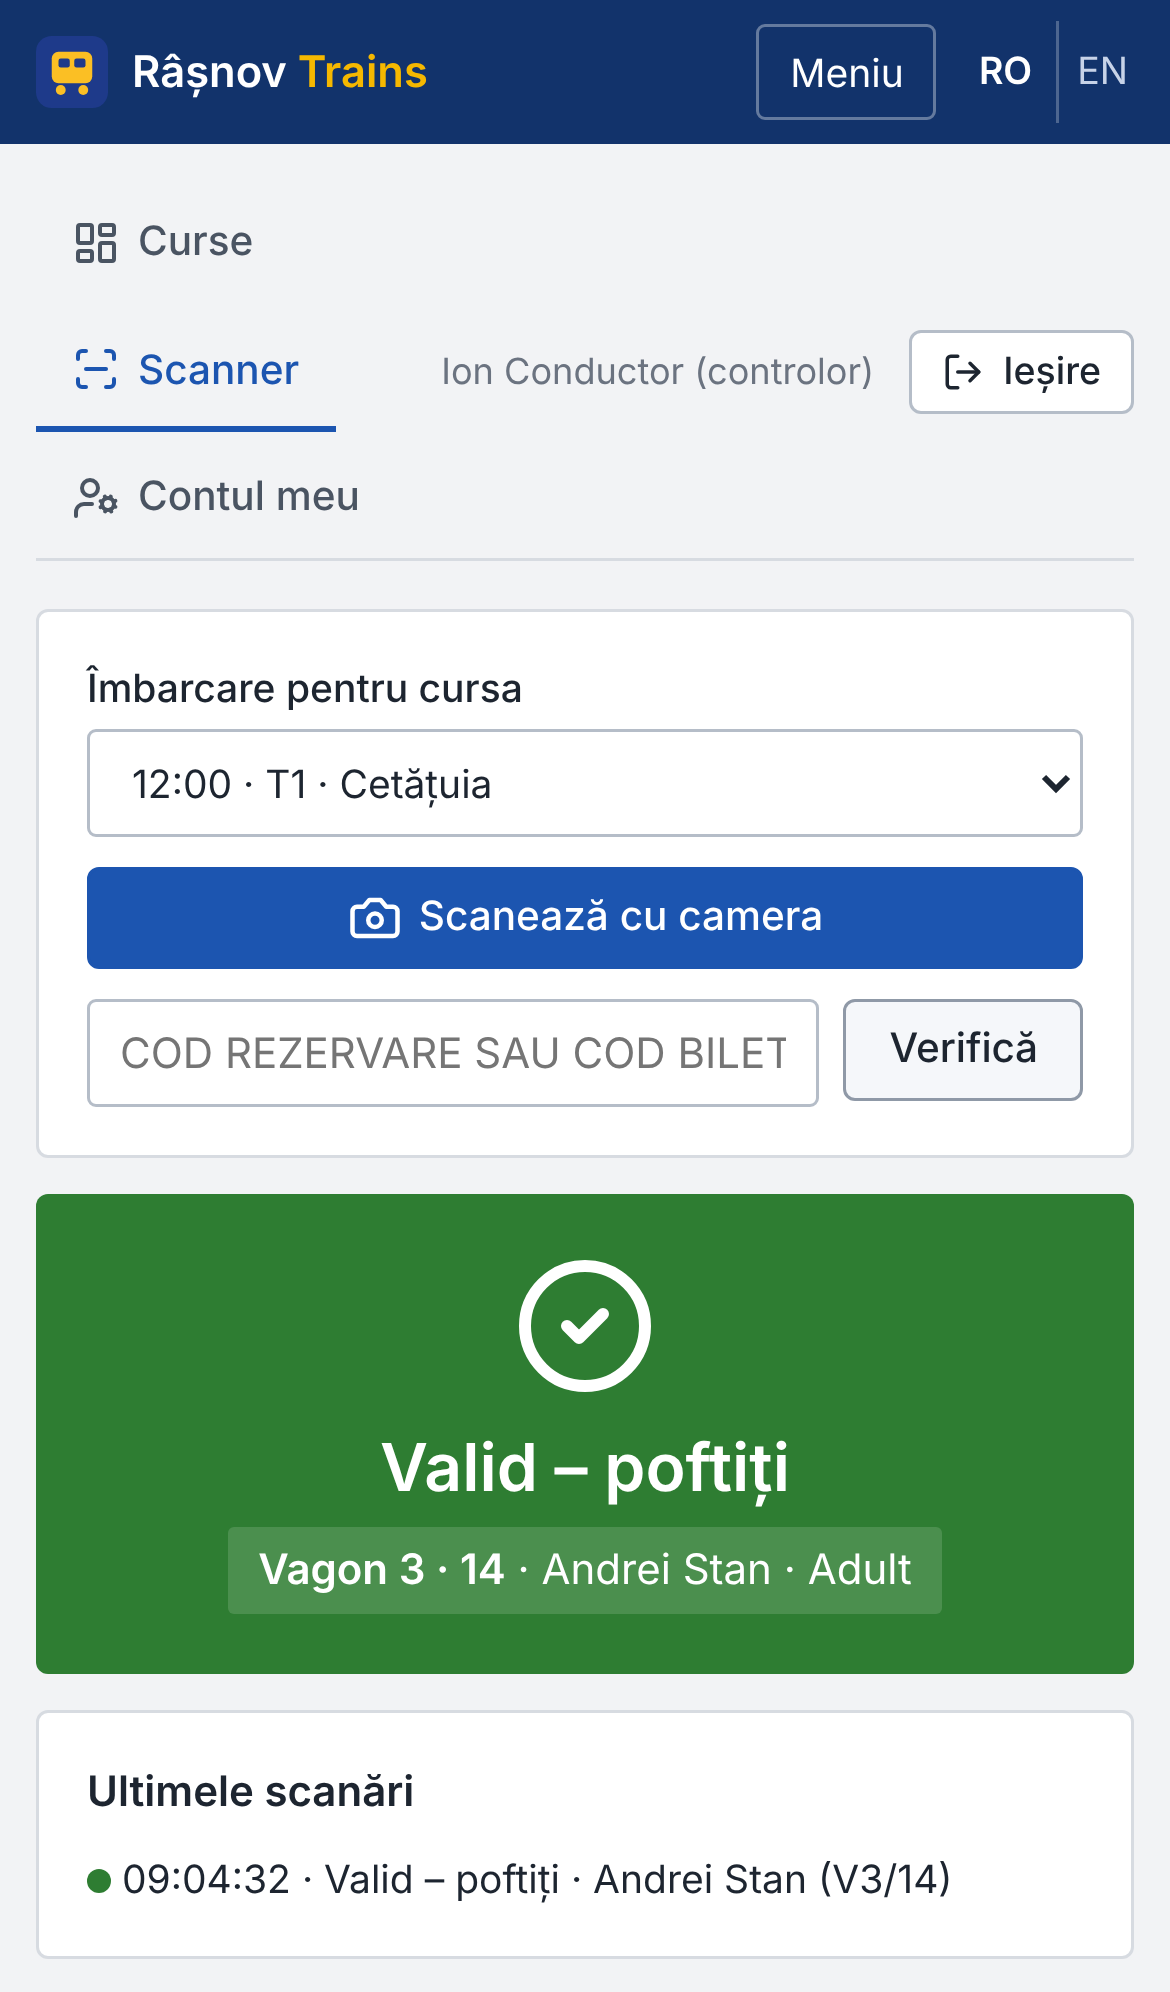 Râșnov Trains
Meniu
RO
EN
Curse
Scanner
Ion Conductor (controlor)
Ieșire
Contul meu
Îmbarcare pentru cursa
12:00 · T1 · Cetățuia
Scanează cu camera
COD REZERVARE SAU COD BILET
Verifică
Valid – poftiți
Vagon 3 · 14 · Andrei Stan · Adult
Ultimele scanări
09:04:32 · Valid – poftiți · Andrei Stan (V3/14)